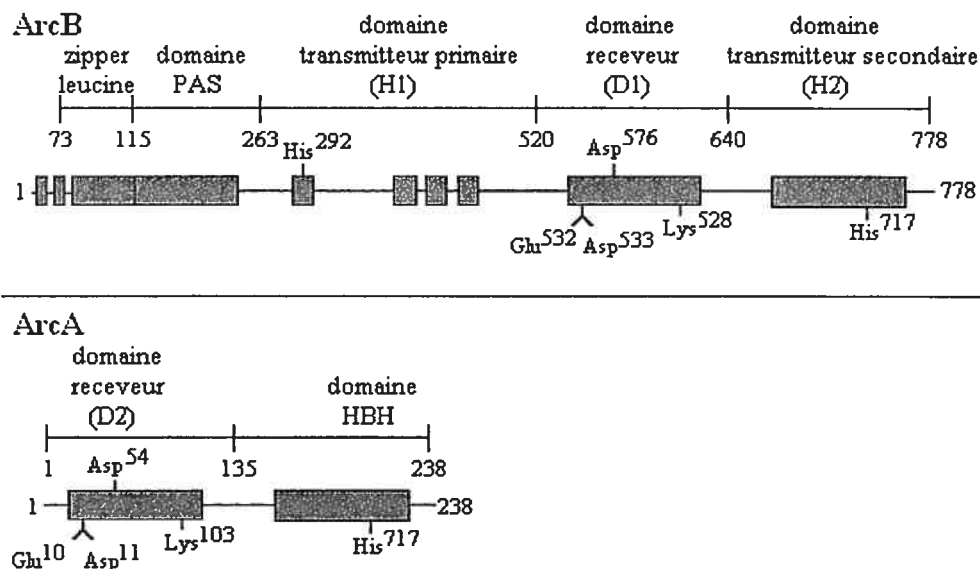 ArcB
domaine domaine domaine
zipper domaine transmitteur primaire receveur transmitteur secondaire
leucine PAS (H1) (D1) (H2)
73 115 263 520 640 778
His292 Asp576
1 778
Glu532 Asp533 Lys528 His717
ArcA
domaine
receveur domaine
(D2) HBH
1 135 238
Asp54
1 238
Glu10 Asp11 Lys103 His717